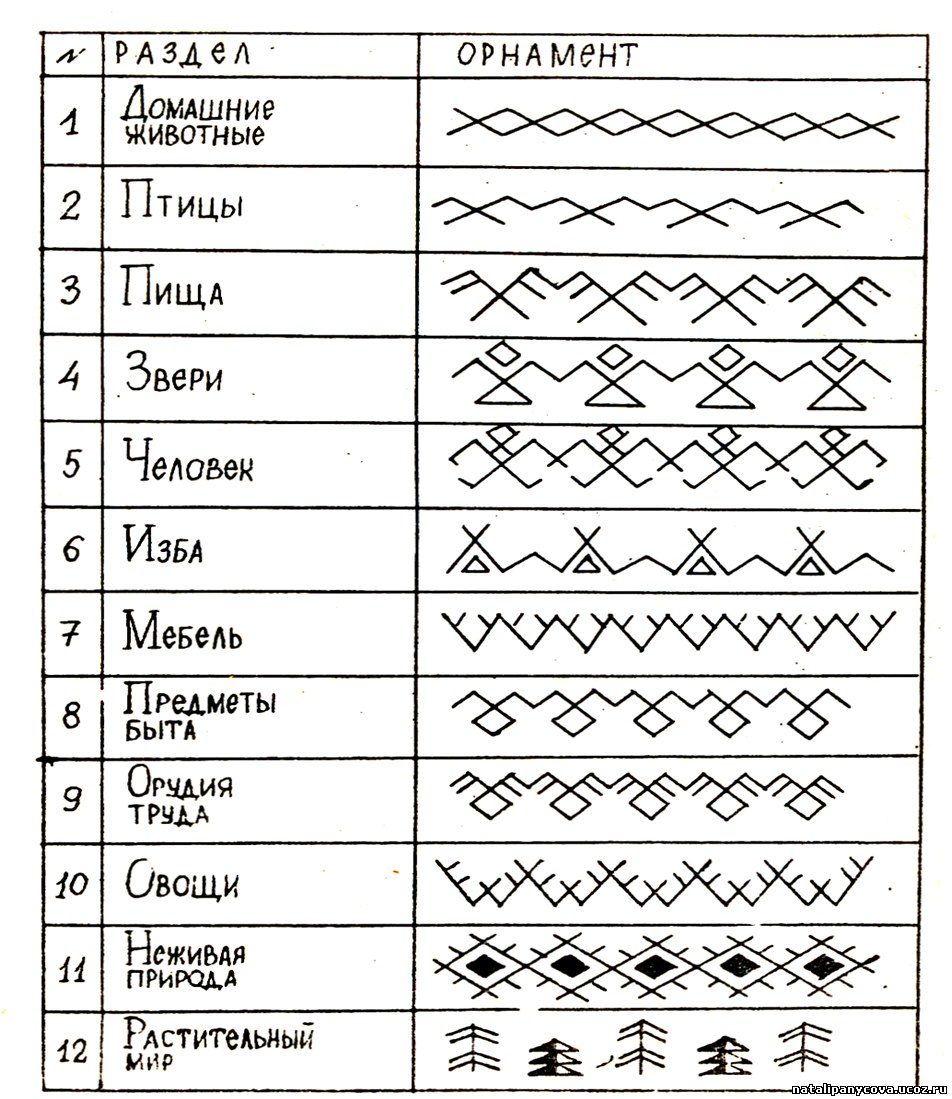 № РАЗДЕЛ ОРНАМЕНТ
1 ДОМАШНИЕ
ЖИВОТНЫЕ
2 ПТИЦЫ
3 ПИЩА
4 ЗВЕРИ
5 ЧЕЛОВЕК
6 ИЗБА
7 МЕБЕЛЬ
8 ПРЕДМЕТЫ
БЫТА
9 ОРУДИЯ
ТРУДА
10 ОВОЩИ
11 НЕЖИВАЯ
ПРИРОДА
12 РАСТИТЕЛЬНЫЙ
МИР
natalipanycova.ucoz.ru